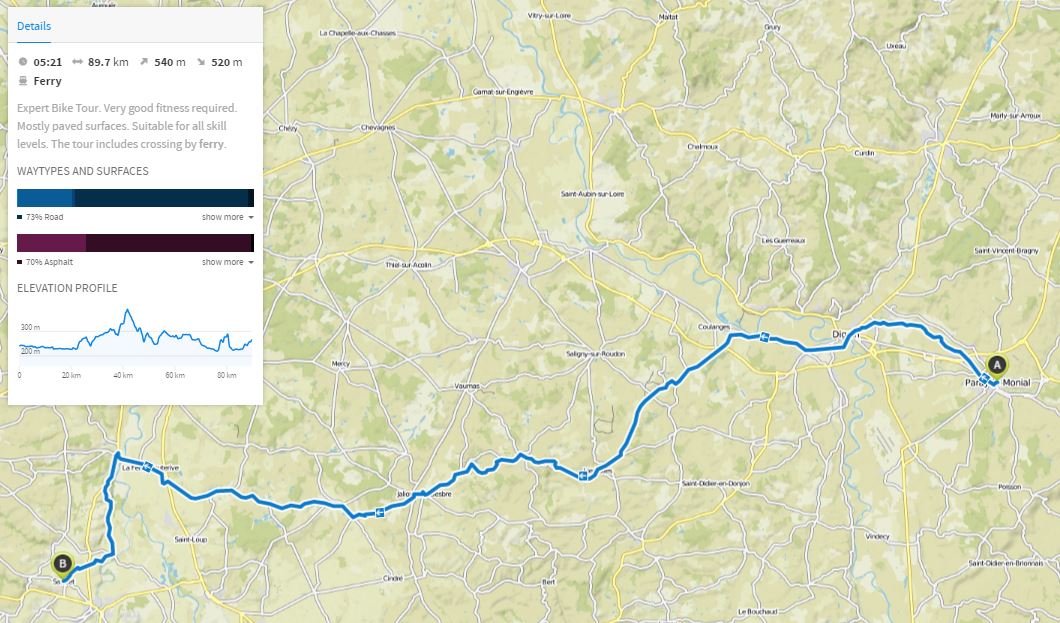 Details
05:21
89.7 km
540 m
520 m
Ferry
Expert Bike Tour. Very good fitness required.
Mostly paved surfaces. Suitable for all skill
levels. The tour includes crossing by ferry.
WAYTYPES AND SURFACES
73% Road
show more
70% Asphalt
show more
ELEVATION PROFILE
300 m
200 m
0
20 km
40 km
60 km
80 km
Vitry-sur-Loire
Maltat
La Chapelle-aux-Chasses
Grury
Uxeau
Garnat-sur-Engièvre
Marly-sur-Arroux
Chézy
Chevagnes
Chelmoux
Curdin
Saint-Aubin-sur-Loire
Les Guerreaux
Saint-Vincent-Bragny
Thiel-sur-Acolin
Coulanges
Mercy
Saligny-sur-Roudon
A
Monial
Vaumas
Saint-Didier-en-Donjon
Poisson
Saint-Loup
Vindecy
B
Cindré
Bert
Saint-Didier-en-Brionnais
Le Bouchaud